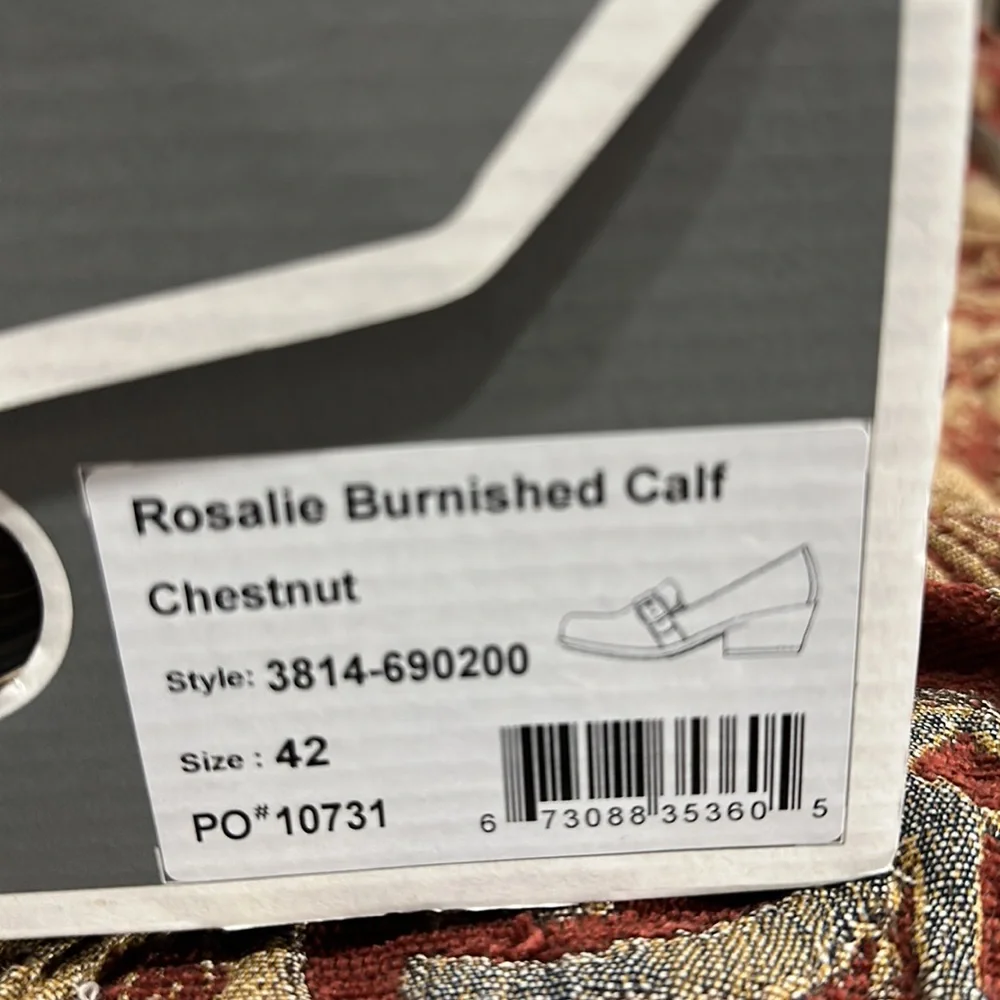 Rosalie Burnished Calf
Chestnut
Style: 3814-690200
Size : 42
PO#10731
6 73088 35360 5